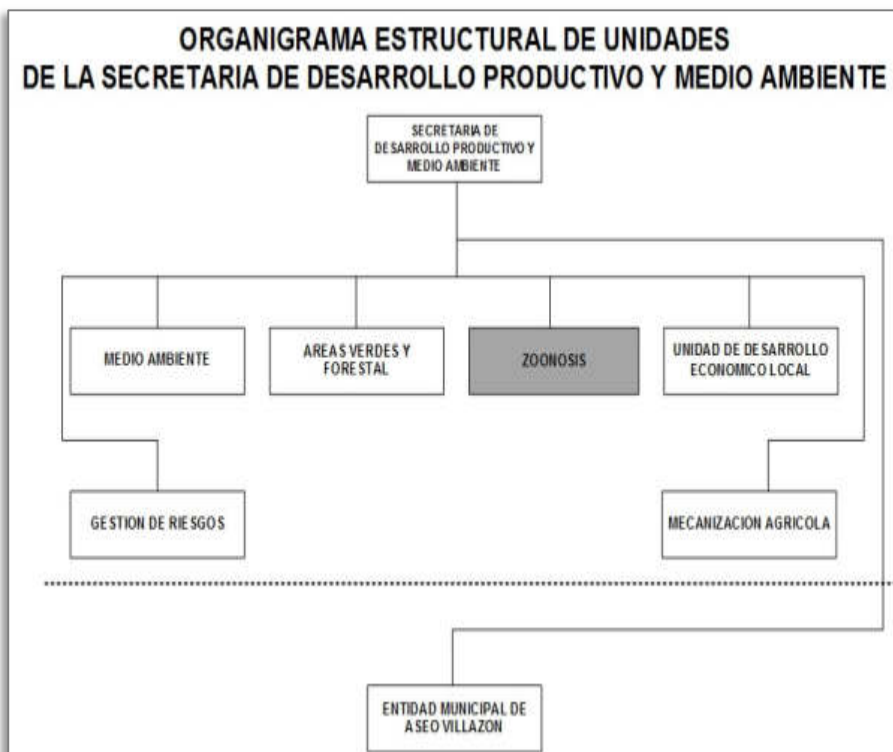 ORGANIGRAMA ESTRUCTURAL DE UNIDADES
DE LA SECRETARIA DE DESARROLLO PRODUCTIVO Y MEDIO AMBIENTE
SECRETARIA DE
DESARROLLO PRODUCTIVO Y
MEDIO AMBIENTE
MEDIO AMBIENTE
AREAS VERDES Y
FORESTAL
ZOONOSIS
UNIDAD DE DESARROLLO
ECONOMICO LOCAL
GESTION DE RIESGOS
MECANIZACION AGRICOLA
ENTIDAD MUNICIPAL DE
ASEO VILLAZON